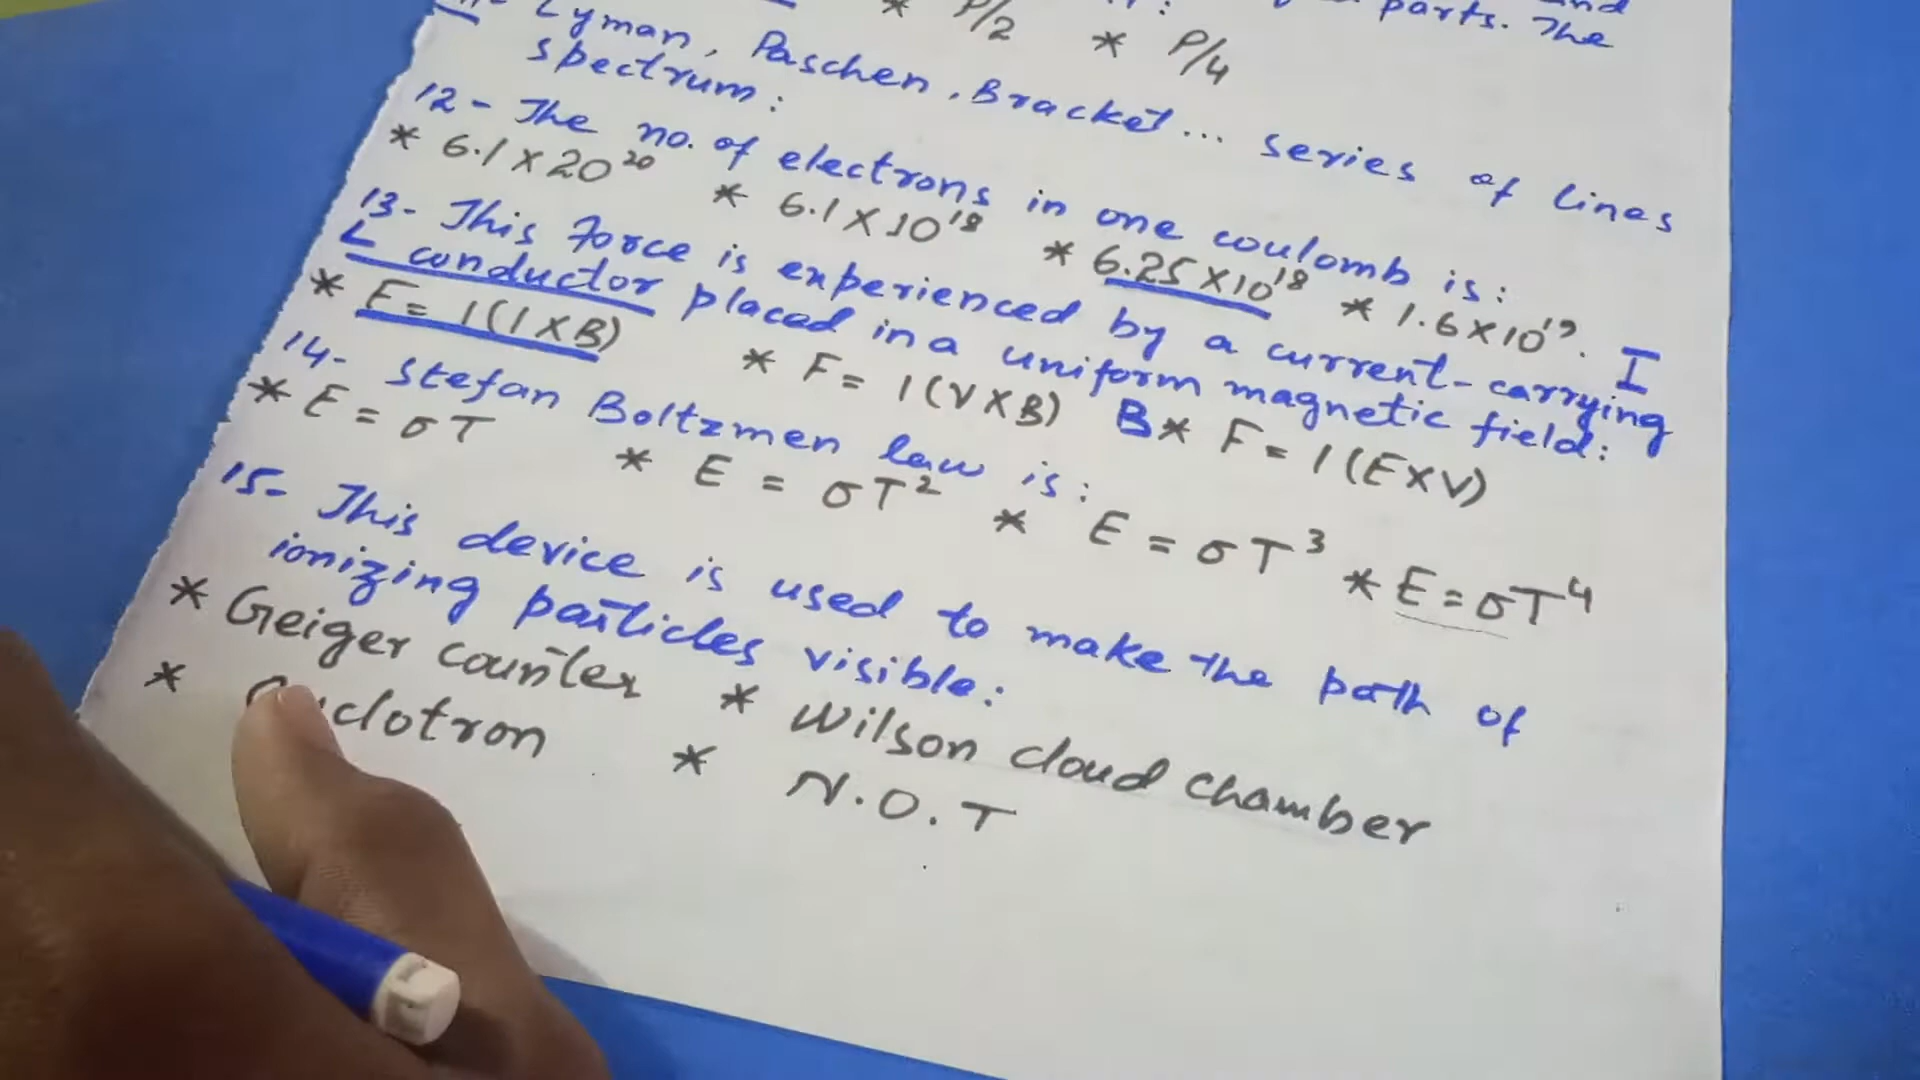 parts. The
* P/2 * P/4
Lyman, Paschen, Bracket... series of lines
spectrum:
12- The no. of electrons in one coulomb is:
* 6.1 X 20²⁰ * 6.1 X 10¹⁸ * 6.25 X 10¹⁸ * 1.6 X 10¹⁹.
13- This force is experienced by a current-carrying I
L conductor placed in a uniform magnetic field: B
* F = I(l X B) * F = I(V X B) * F = I(E X V)
14- Stefan Boltzmen law is:
* E = σT * E = σT² * E = σT³ * E = σT⁴
15- This device is used to make the path of
ionizing particles visible:
* Geiger counter * Wilson cloud chamber
* Cyclotron * N.O.T